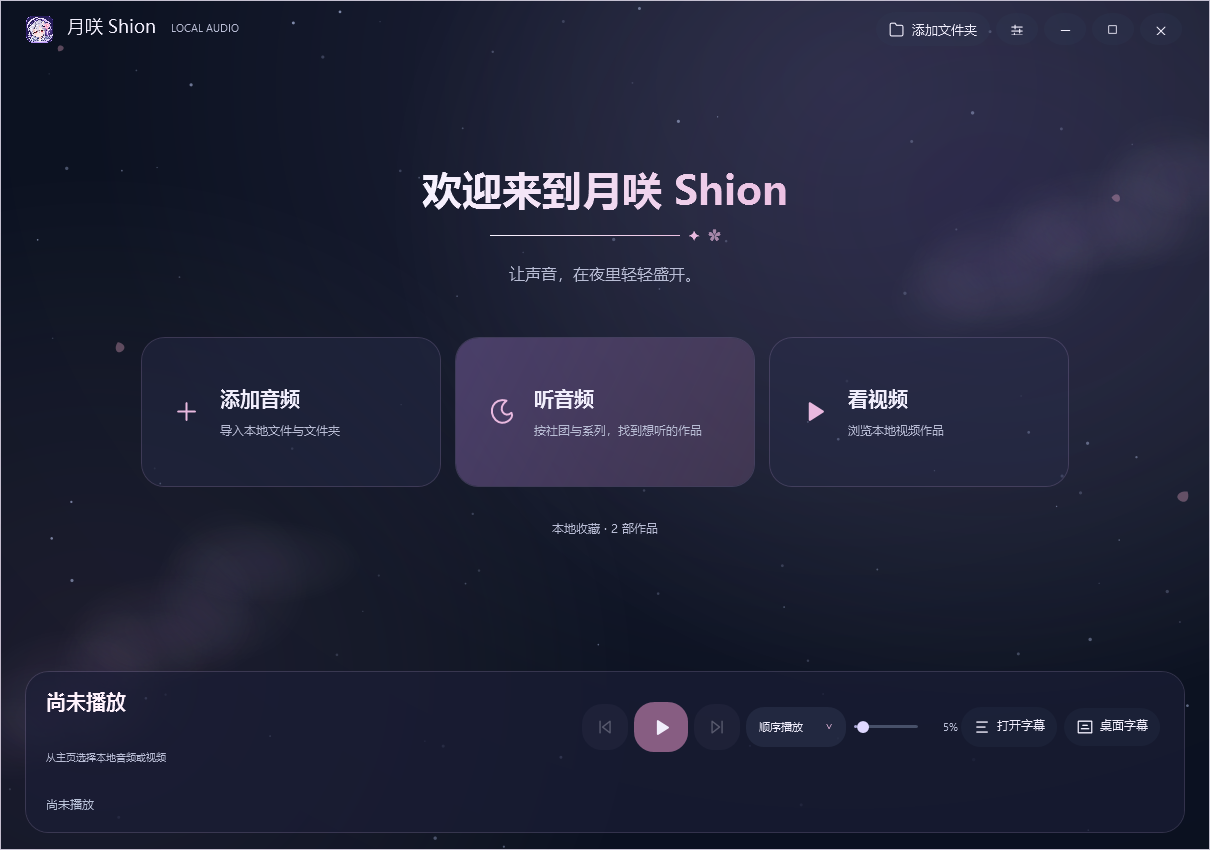 月咲 Shion LOCAL AUDIO 添加文件夹
欢迎来到月咲 Shion
让声音，在夜里轻轻盛开。
添加音频
导入本地文件与文件夹
听音频
按社团与系列，找到想听的作品
看视频
浏览本地视频作品
本地收藏 · 2 部作品
尚未播放
顺序播放 5% 打开字幕 桌面字幕
从主页选择本地音频或视频
尚未播放